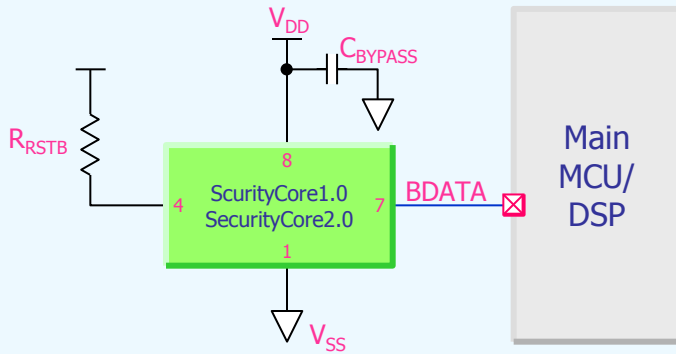 VDD
CBYPASS
RRSTB
8
ScurityCore1.0
SecurityCore2.0
4
7
BDATA
1
VSS
Main
MCU/
DSP